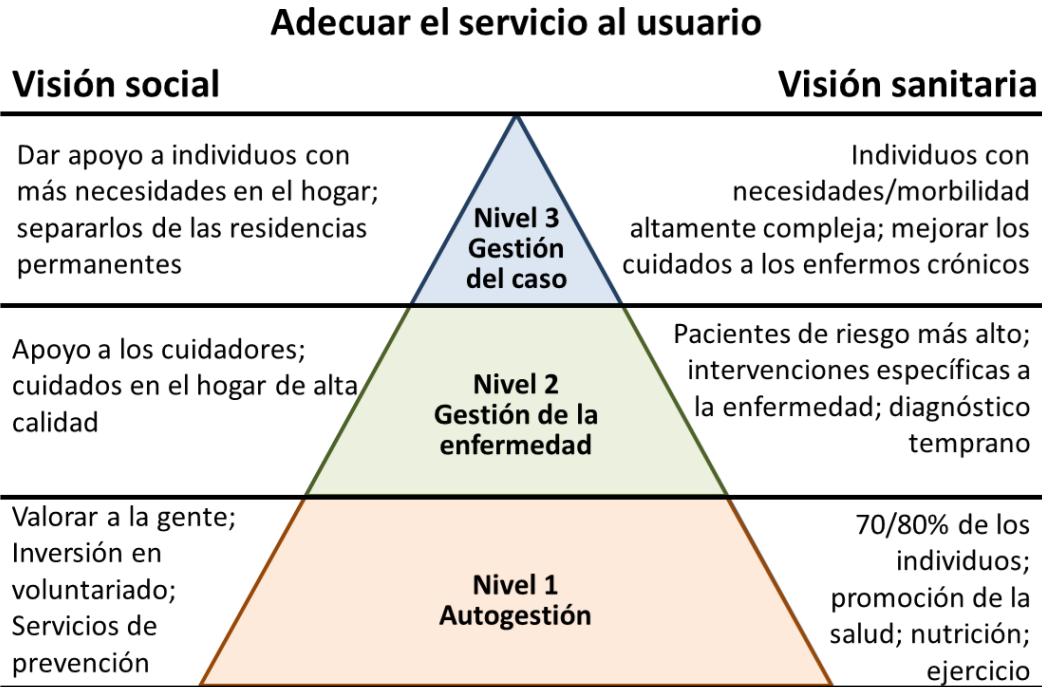 Adecuar el servicio al usuario
Visión social
Visión sanitaria
Dar apoyo a individuos con
más necesidades en el hogar;
separarlos de las residencias
permanentes
Nivel 3
Gestión
del caso
Individuos con
necesidades/morbilidad
altamente compleja; mejorar los
cuidados a los enfermos crónicos
Apoyo a los cuidadores;
cuidados en el hogar de alta
calidad
Nivel 2
Gestión de la
enfermedad
Pacientes de riesgo más alto;
intervenciones específicas a
la enfermedad; diagnóstico
temprano
Valorar a la gente;
Inversión en
voluntariado;
Servicios de
prevención
Nivel 1
Autogestión
70/80% de los
individuos;
promoción de la
salud; nutrición;
ejercicio